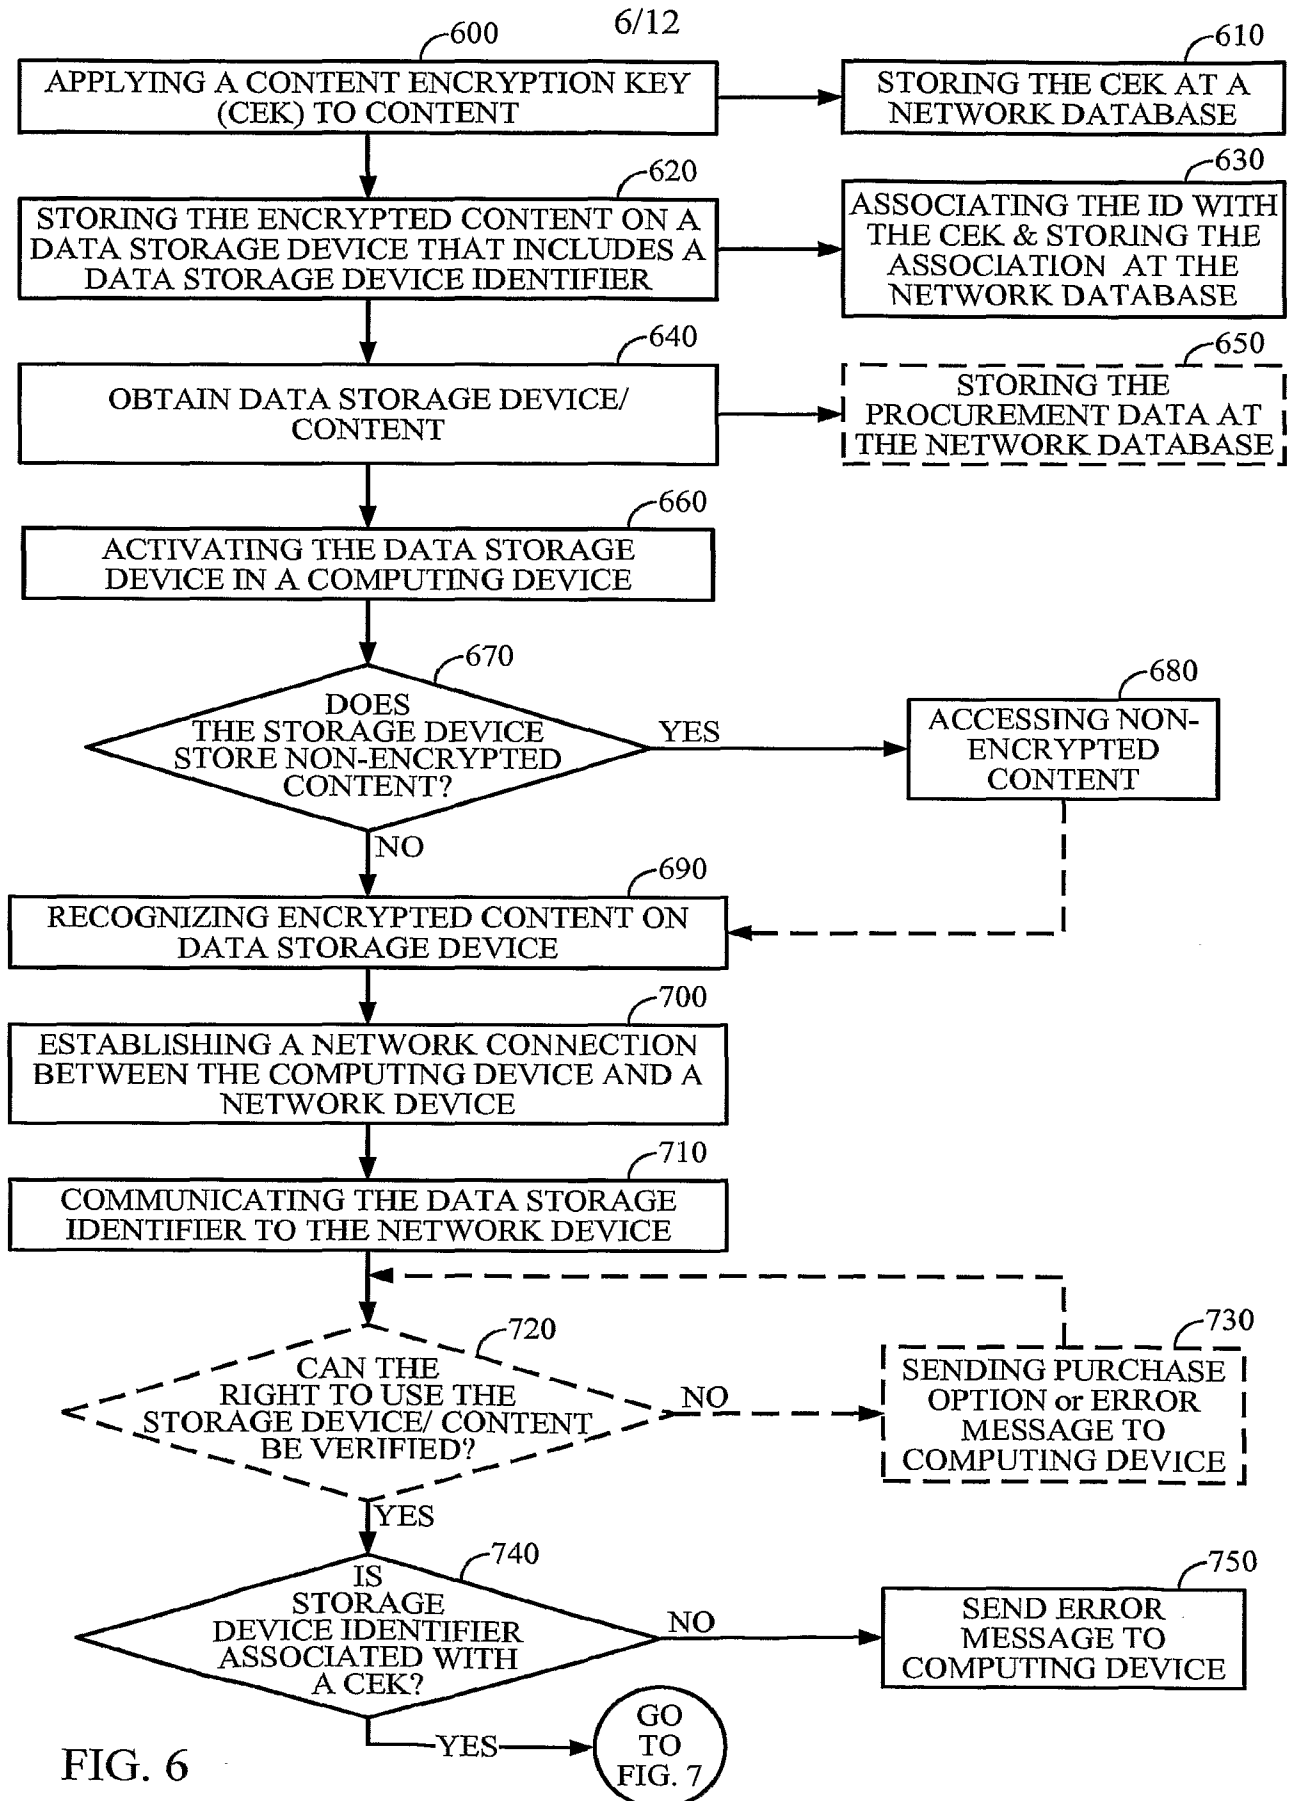 6/12
600
APPLYING A CONTENT ENCRYPTION KEY
(CEK) TO CONTENT
610
STORING THE CEK AT A
NETWORK DATABASE
620
STORING THE ENCRYPTED CONTENT ON A
DATA STORAGE DEVICE THAT INCLUDES A
DATA STORAGE DEVICE IDENTIFIER
630
ASSOCIATING THE ID WITH
THE CEK & STORING THE
ASSOCIATION AT THE
NETWORK DATABASE
640
OBTAIN DATA STORAGE DEVICE/
CONTENT
650
STORING THE
PROCUREMENT DATA AT
THE NETWORK DATABASE
660
ACTIVATING THE DATA STORAGE
DEVICE IN A COMPUTING DEVICE
670
DOES
THE STORAGE DEVICE
STORE NON-ENCRYPTED
CONTENT?
YES
NO
680
ACCESSING NON-
ENCRYPTED
CONTENT
690
RECOGNIZING ENCRYPTED CONTENT ON
DATA STORAGE DEVICE
700
ESTABLISHING A NETWORK CONNECTION
BETWEEN THE COMPUTING DEVICE AND A
NETWORK DEVICE
710
COMMUNICATING THE DATA STORAGE
IDENTIFIER TO THE NETWORK DEVICE
720
CAN THE
RIGHT TO USE THE
STORAGE DEVICE/ CONTENT
BE VERIFIED?
NO
YES
730
SENDING PURCHASE
OPTION or ERROR
MESSAGE TO
COMPUTING DEVICE
740
IS
STORAGE
DEVICE IDENTIFIER
ASSOCIATED WITH
A CEK?
NO
YES
750
SEND ERROR
MESSAGE TO
COMPUTING DEVICE
GO
TO
FIG. 7
FIG. 6